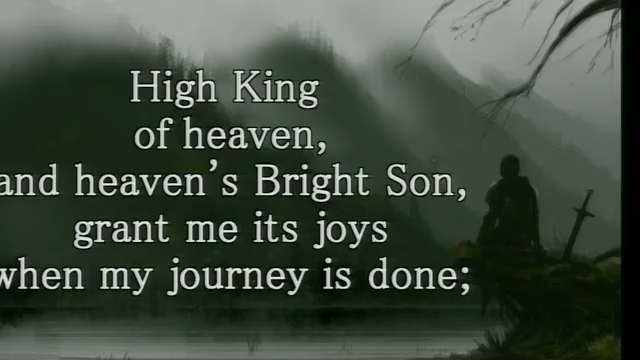 High King
of heaven,
and heaven's Bright Son,
grant me its joys
when my journey is done;